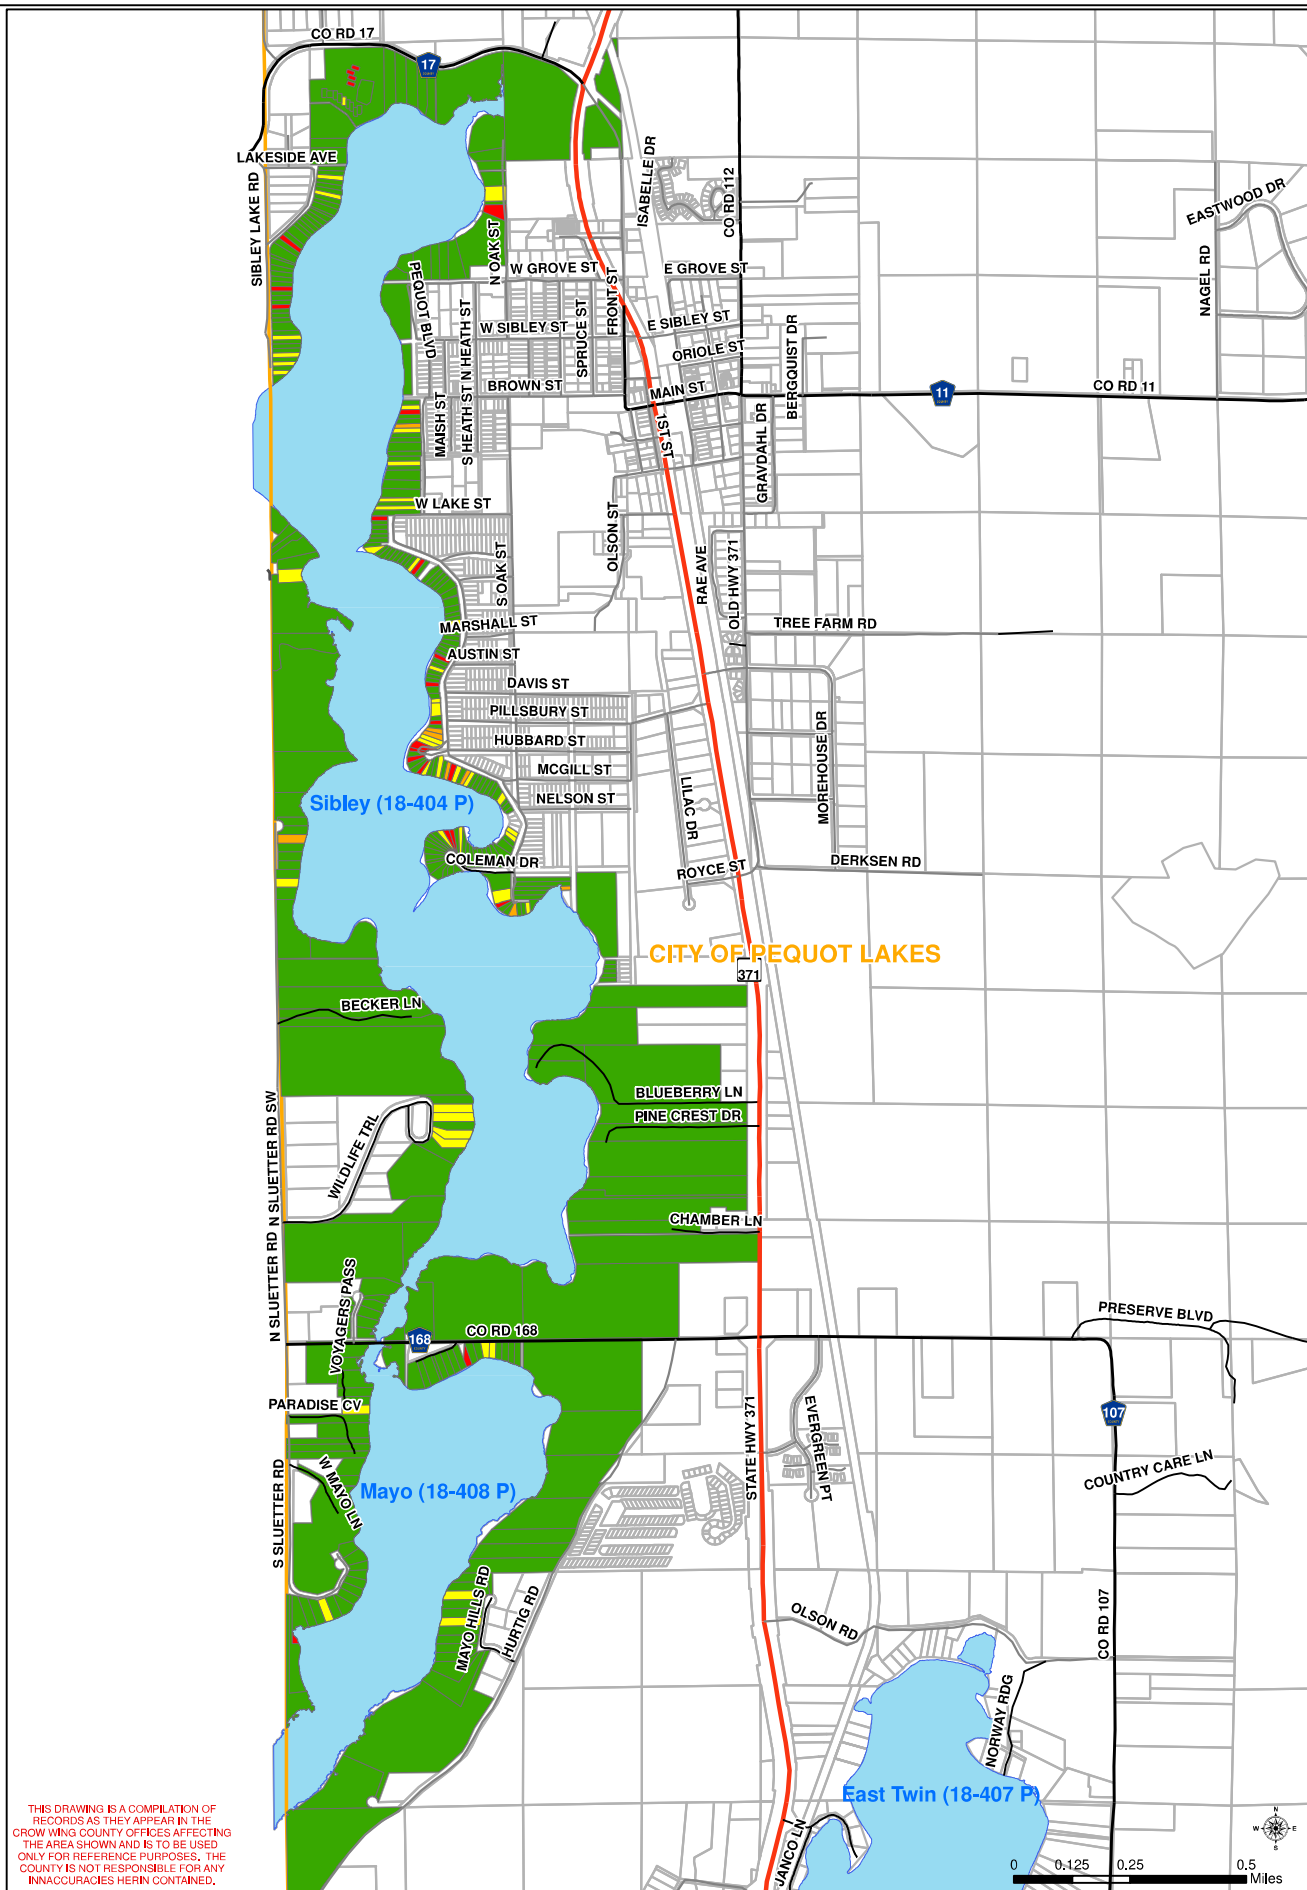 CO RD 17
17
LAKESIDE AVE
SIBLEY LAKE RD
ISABELLE DR
CO RD 112
EASTWOOD DR
NAGEL RD
N OAK ST
PEQUOT BLVD
W GROVE ST
E GROVE ST
FRONT ST
SPRUCE ST
W SIBLEY ST
E SIBLEY ST
S HEATH ST N HEATH ST
ORIOLE ST
BERGQUIST DR
BROWN ST
MAIN ST
11
CO RD 11
MAISH ST
1ST ST
GRAVDAHL DR
W LAKE ST
OLSON ST
S OAK ST
RAE AVE
OLD HWY 371
MARSHALL ST
TREE FARM RD
AUSTIN ST
DAVIS ST
PILLSBURY ST
HUBBARD ST
MCGILL ST
NELSON ST
LILAC DR
MOREHOUSE DR
Sibley (18-404 P)
COLEMAN DR
ROYCE ST
DERKSEN RD
CITY OF PEQUOT LAKES
371
BECKER LN
BLUEBERRY LN
PINE CREST DR
WILDLIFE TRL
N SLUETTER RD SW
N SLUETTER RD
CHAMBER LN
VOYAGERS PASS
168
CO RD 168
PRESERVE BLVD
PARADISE CV
STATE HWY 371
EVERGREEN PT
107
COUNTRY CARE LN
W MAYO LN
Mayo (18-408 P)
S SLUETTER RD
MAYO HILLS RD
HURTIG RD
OLSON RD
CO RD 107
NORWAY RDG
East Twin (18-407 P)
JANCO LN
THIS DRAWING IS A COMPILATION OF
RECORDS AS THEY APPEAR IN THE
CROW WING COUNTY OFFICES AFFECTING
THE AREA SHOWN AND IS TO BE USED
ONLY FOR REFERENCE PURPOSES. THE
COUNTY IS NOT RESPONSIBLE FOR ANY
INNACCURACIES HERIN CONTAINED.
N
W E
S
0 0.125 0.25 0.5
Miles